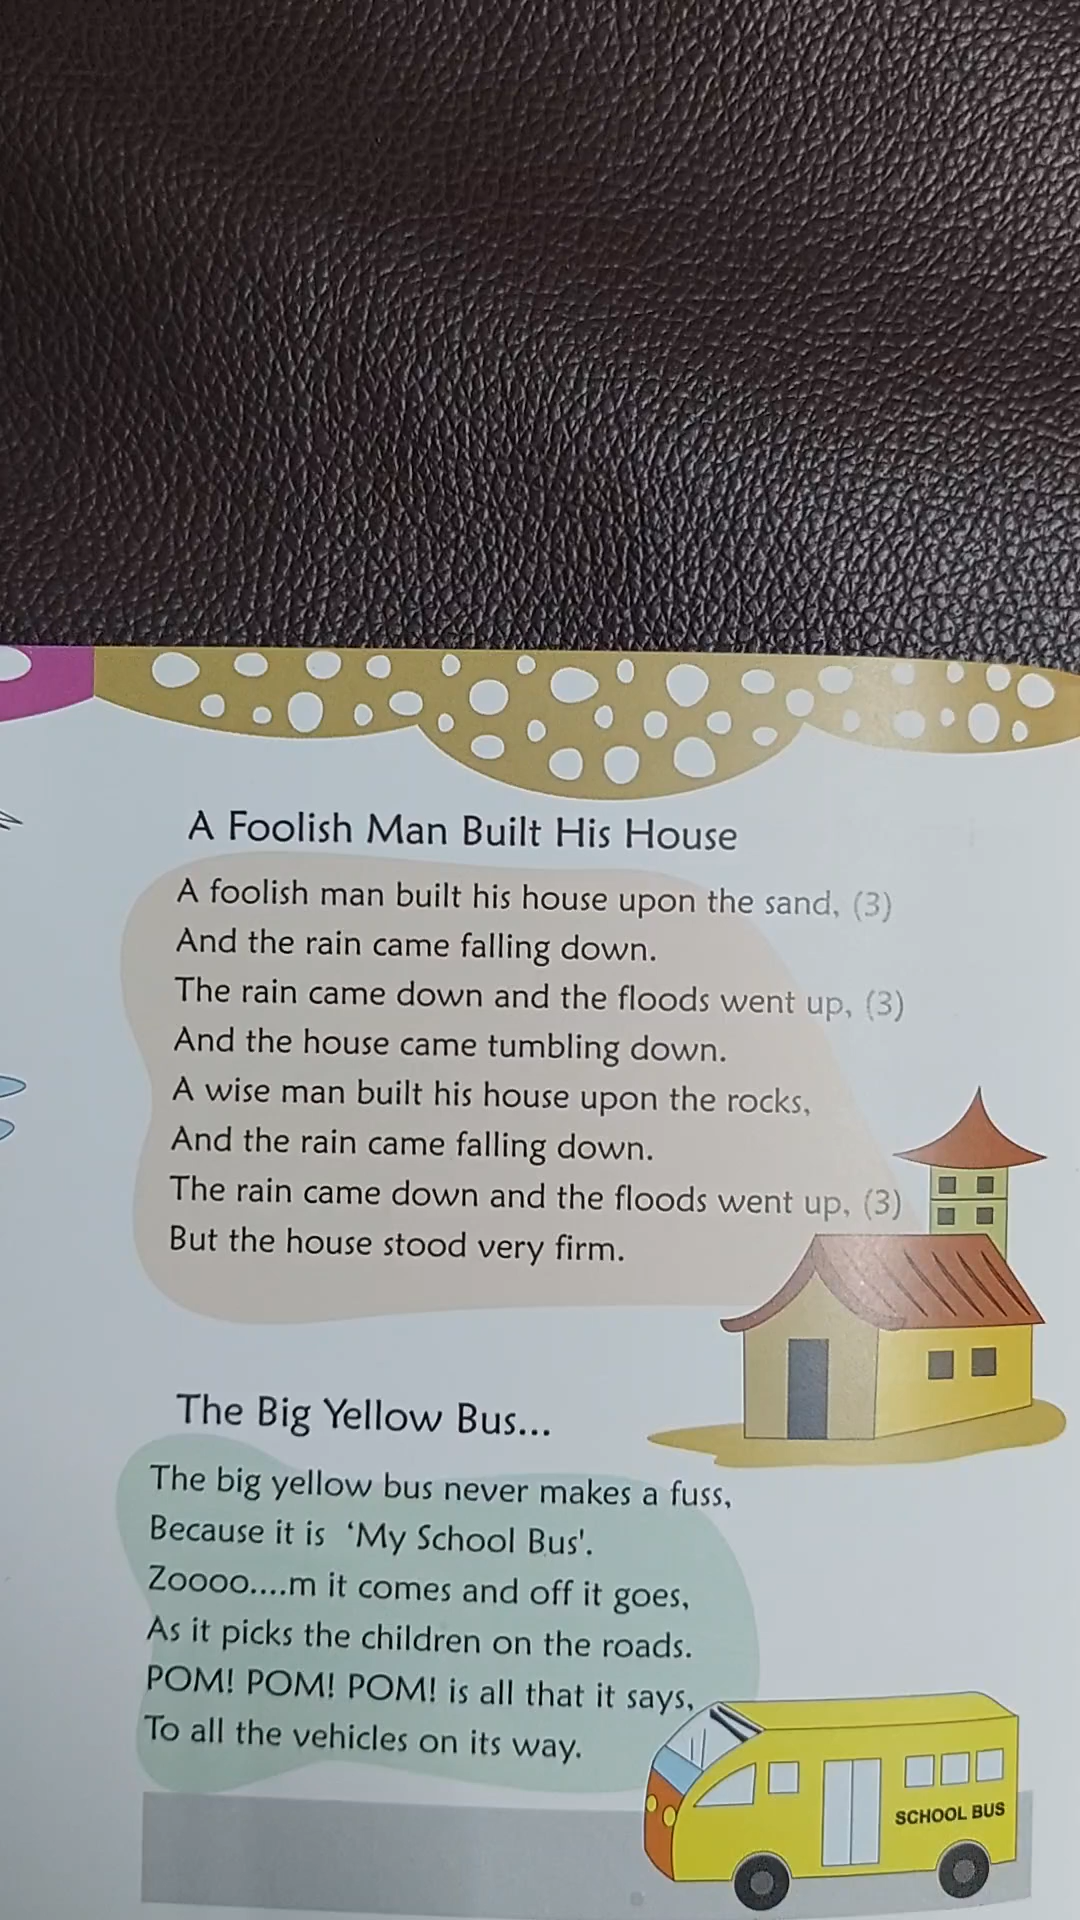 A Foolish Man Built His House
A foolish man built his house upon the sand, (3)
And the rain came falling down.
The rain came down and the floods went up, (3)
And the house came tumbling down.
A wise man built his house upon the rocks,
And the rain came falling down.
The rain came down and the floods went up, (3)
But the house stood very firm.
The Big Yellow Bus...
The big yellow bus never makes a fuss,
Because it is 'My School Bus'.
Zoooo....m it comes and off it goes,
As it picks the children on the roads.
POM! POM! POM! is all that it says,
To all the vehicles on its way.
SCHOOL BUS